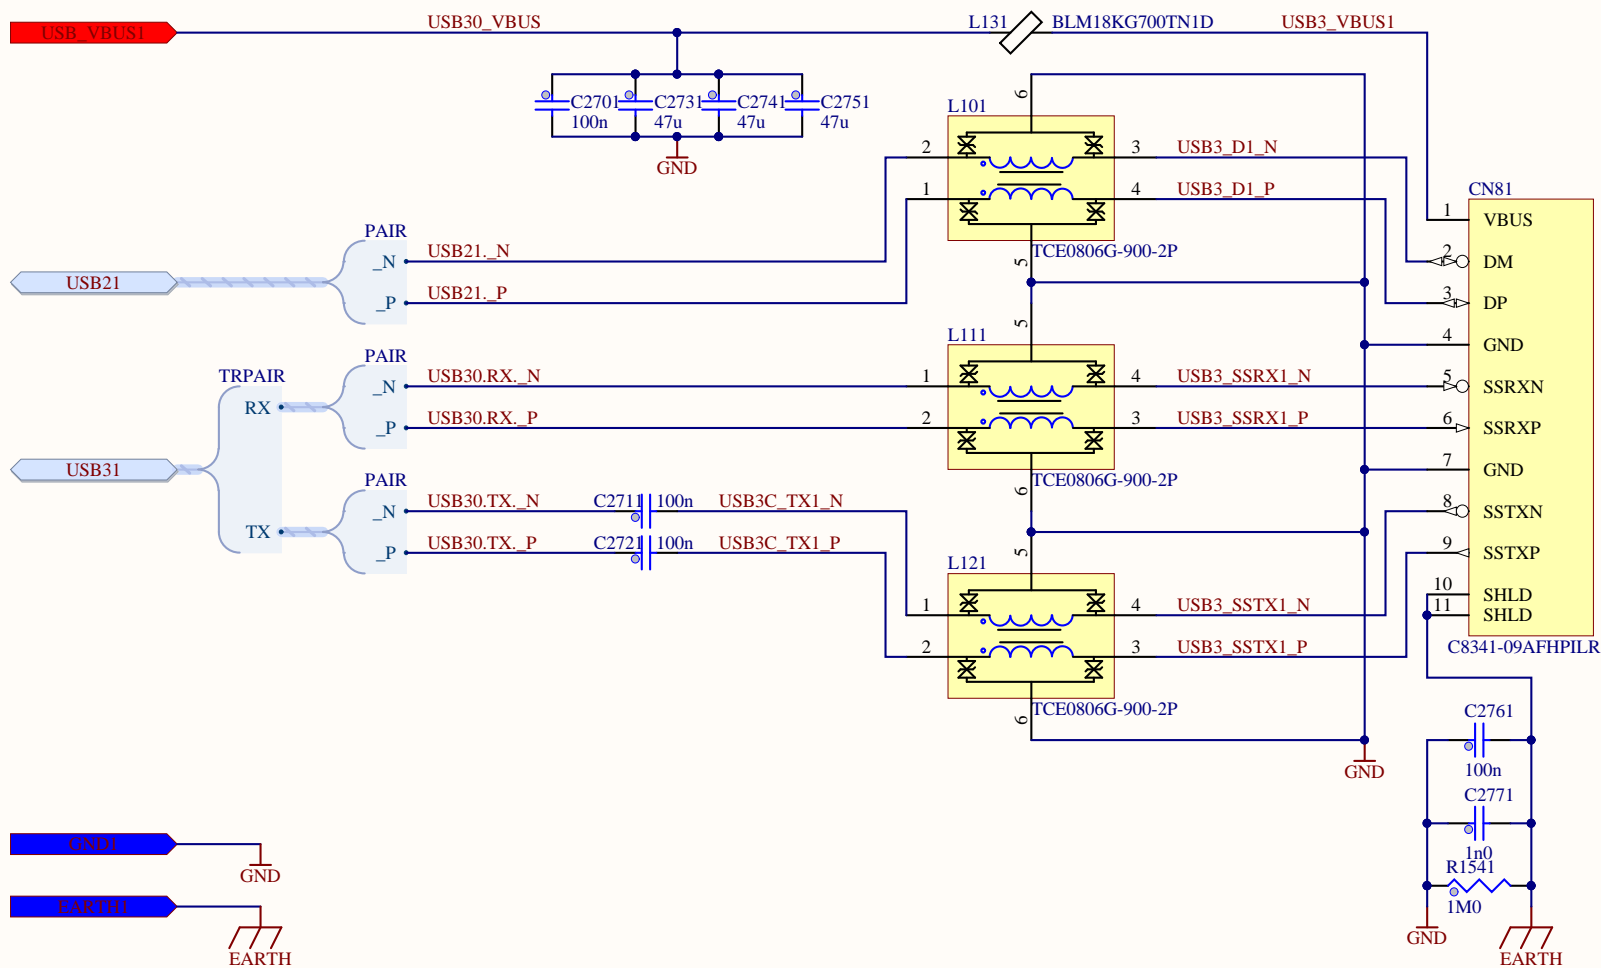 USB_VBUS1
USB30_VBUS
L131
BLM18KG700TN1D
USB3_VBUS1
C2701
100n
C2731
47u
C2741
47u
C2751
47u
GND
L101
6
2
1
3
4
5
TCE0806G-900-2P
USB3_D1_N
USB3_D1_P
CN81
1 VBUS
2 DM
3 DP
4 GND
5 SSRXN
6 SSRXP
7 GND
8 SSTXN
9 SSTXP
10 SHLD
11 SHLD
C8341-09AFHPILR
USB21
PAIR
_N
_P
USB21._N
USB21._P
L111
5
1
2
4
3
6
TCE0806G-900-2P
USB3_SSRX1_N
USB3_SSRX1_P
USB31
TRPAIR
RX
TX
PAIR
_N
_P
USB30.RX._N
USB30.RX._P
PAIR
_N
_P
USB30.TX._N
USB30.TX._P
C2711 100n
C2721 100n
USB3C_TX1_N
USB3C_TX1_P
L121
5
1
2
4
3
6
TCE0806G-900-2P
USB3_SSTX1_N
USB3_SSTX1_P
GND
C2761
100n
C2771
1n0
R1541
1M0
GND
EARTH
GND1
GND
EARTH1
EARTH